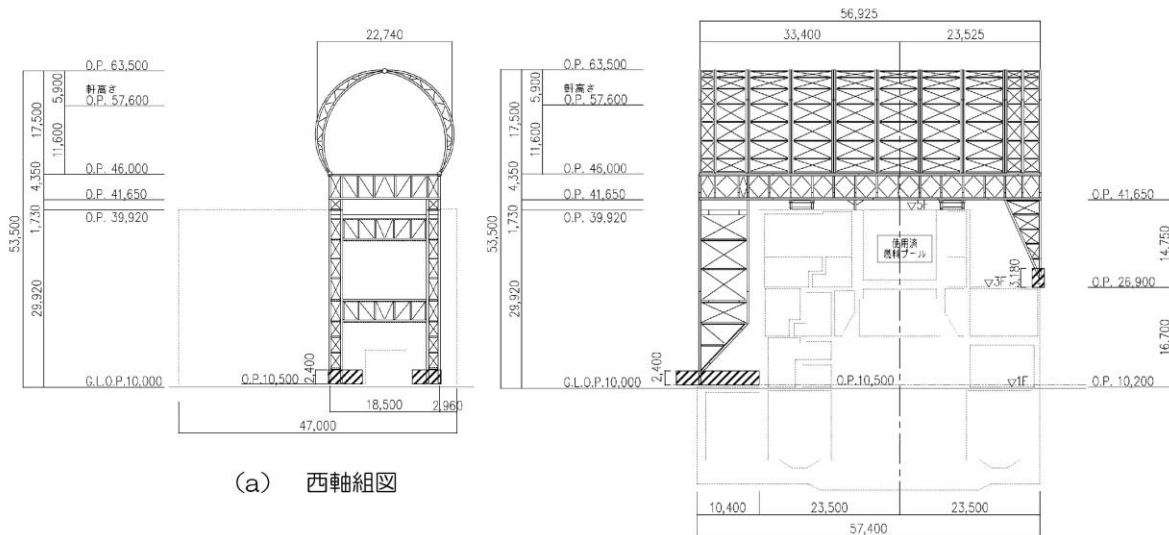 22,740
O.P. 63,500
軒高さ
O.P. 57,600
O.P. 46,000
O.P. 41,650
O.P. 39,920
G.L.O.P.10,000
53,500
17,500
4,350
1,730
29,920
5,900
11,600
2,400
O.P.10,500
18,500
2,960
47,000
(a) 西軸組図
56,925
33,400
23,525
O.P. 63,500
軒高さ
O.P. 57,600
O.P. 46,000
O.P. 41,650
O.P. 39,920
G.L.O.P.10,000
53,500
17,500
4,350
1,730
29,920
5,900
11,600
2,400
▽5F
使用済
燃料プール
▽3F
3,180
O.P.10,500
▽1F
O.P. 41,650
14,750
O.P. 26,900
16,700
O.P. 10,200
10,400
23,500
23,500
57,400